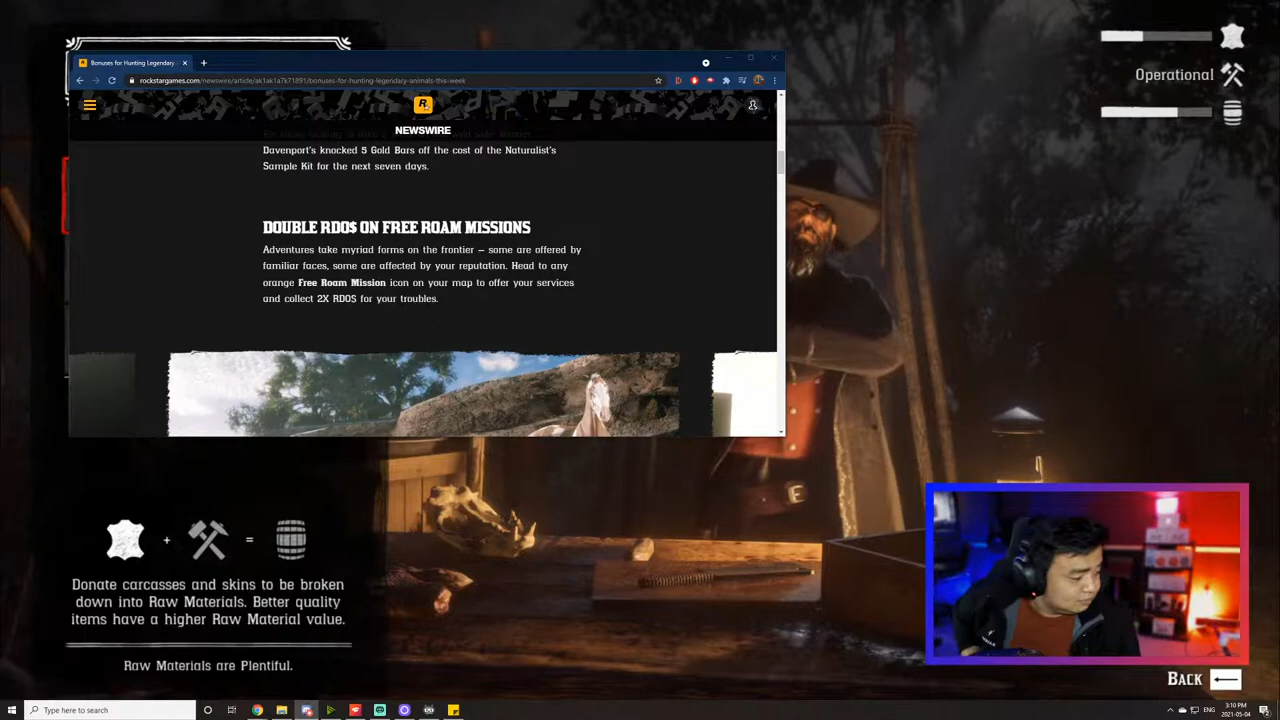 Bonuses for Hunting Legendary
rockstargames.com/newswire/article/ak1ak1a7k71891/bonuses-for-hunting-legendary-animals-this-week
Operational
R
NEWSWIRE
Davenport's knocked 5 Gold Bars off the cost of the Naturalist's
Sample Kit for the next seven days.
DOUBLE RDO$ ON FREE ROAM MISSIONS
Adventures take myriad forms on the frontier – some are offered by
familiar faces, some are affected by your reputation. Head to any
orange Free Roam Mission icon on your map to offer your services
and collect 2X RDO$ for your troubles.
+ =
Donate carcasses and skins to be broken
down into Raw Materials. Better quality
items have a higher Raw Material value.
Raw Materials are Plentiful.
BACK
Type here to search
ENG
3:10 PM
2021-05-04